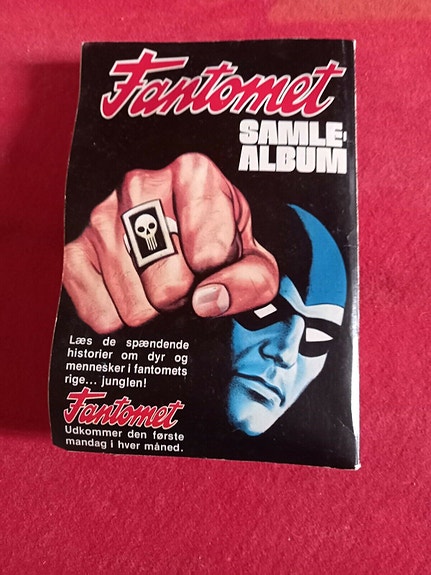 Fantomet
SAMLE-
ALBUM
Læs de spændende
historier om dyr og
mennesker i fantomets
rige... junglen!
Fantomet
Udkommer den første
mandag i hver måned.